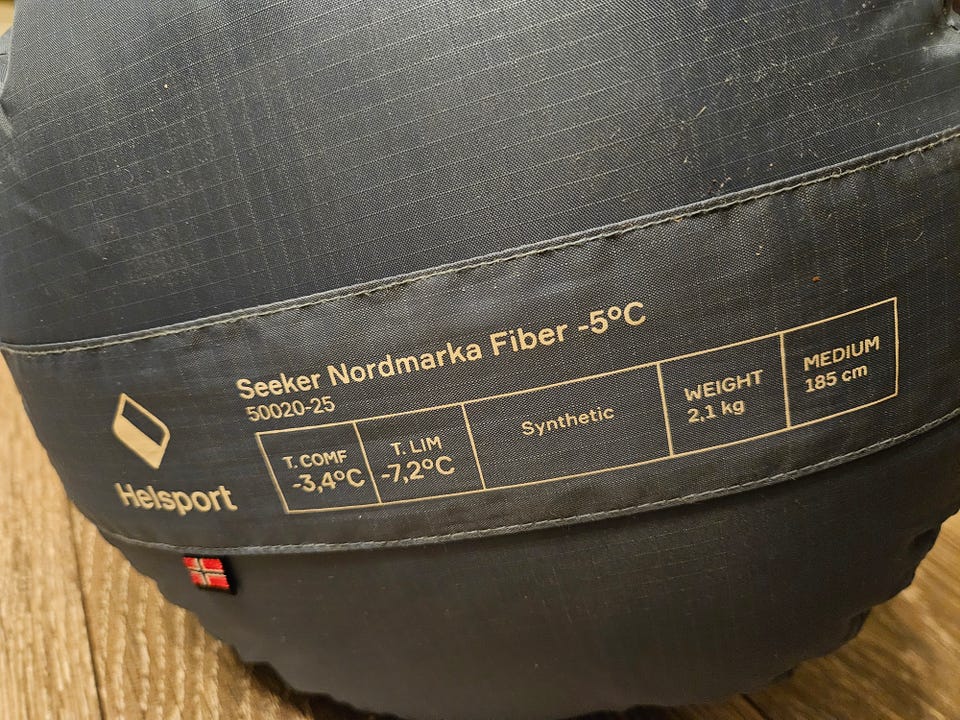 Seeker Nordmarka Fiber -5°C
50020-25
T. COMF
-3,4°C
T. LIM
-7,2°C
Synthetic
WEIGHT
2,1 kg
MEDIUM
185 cm
Helsport